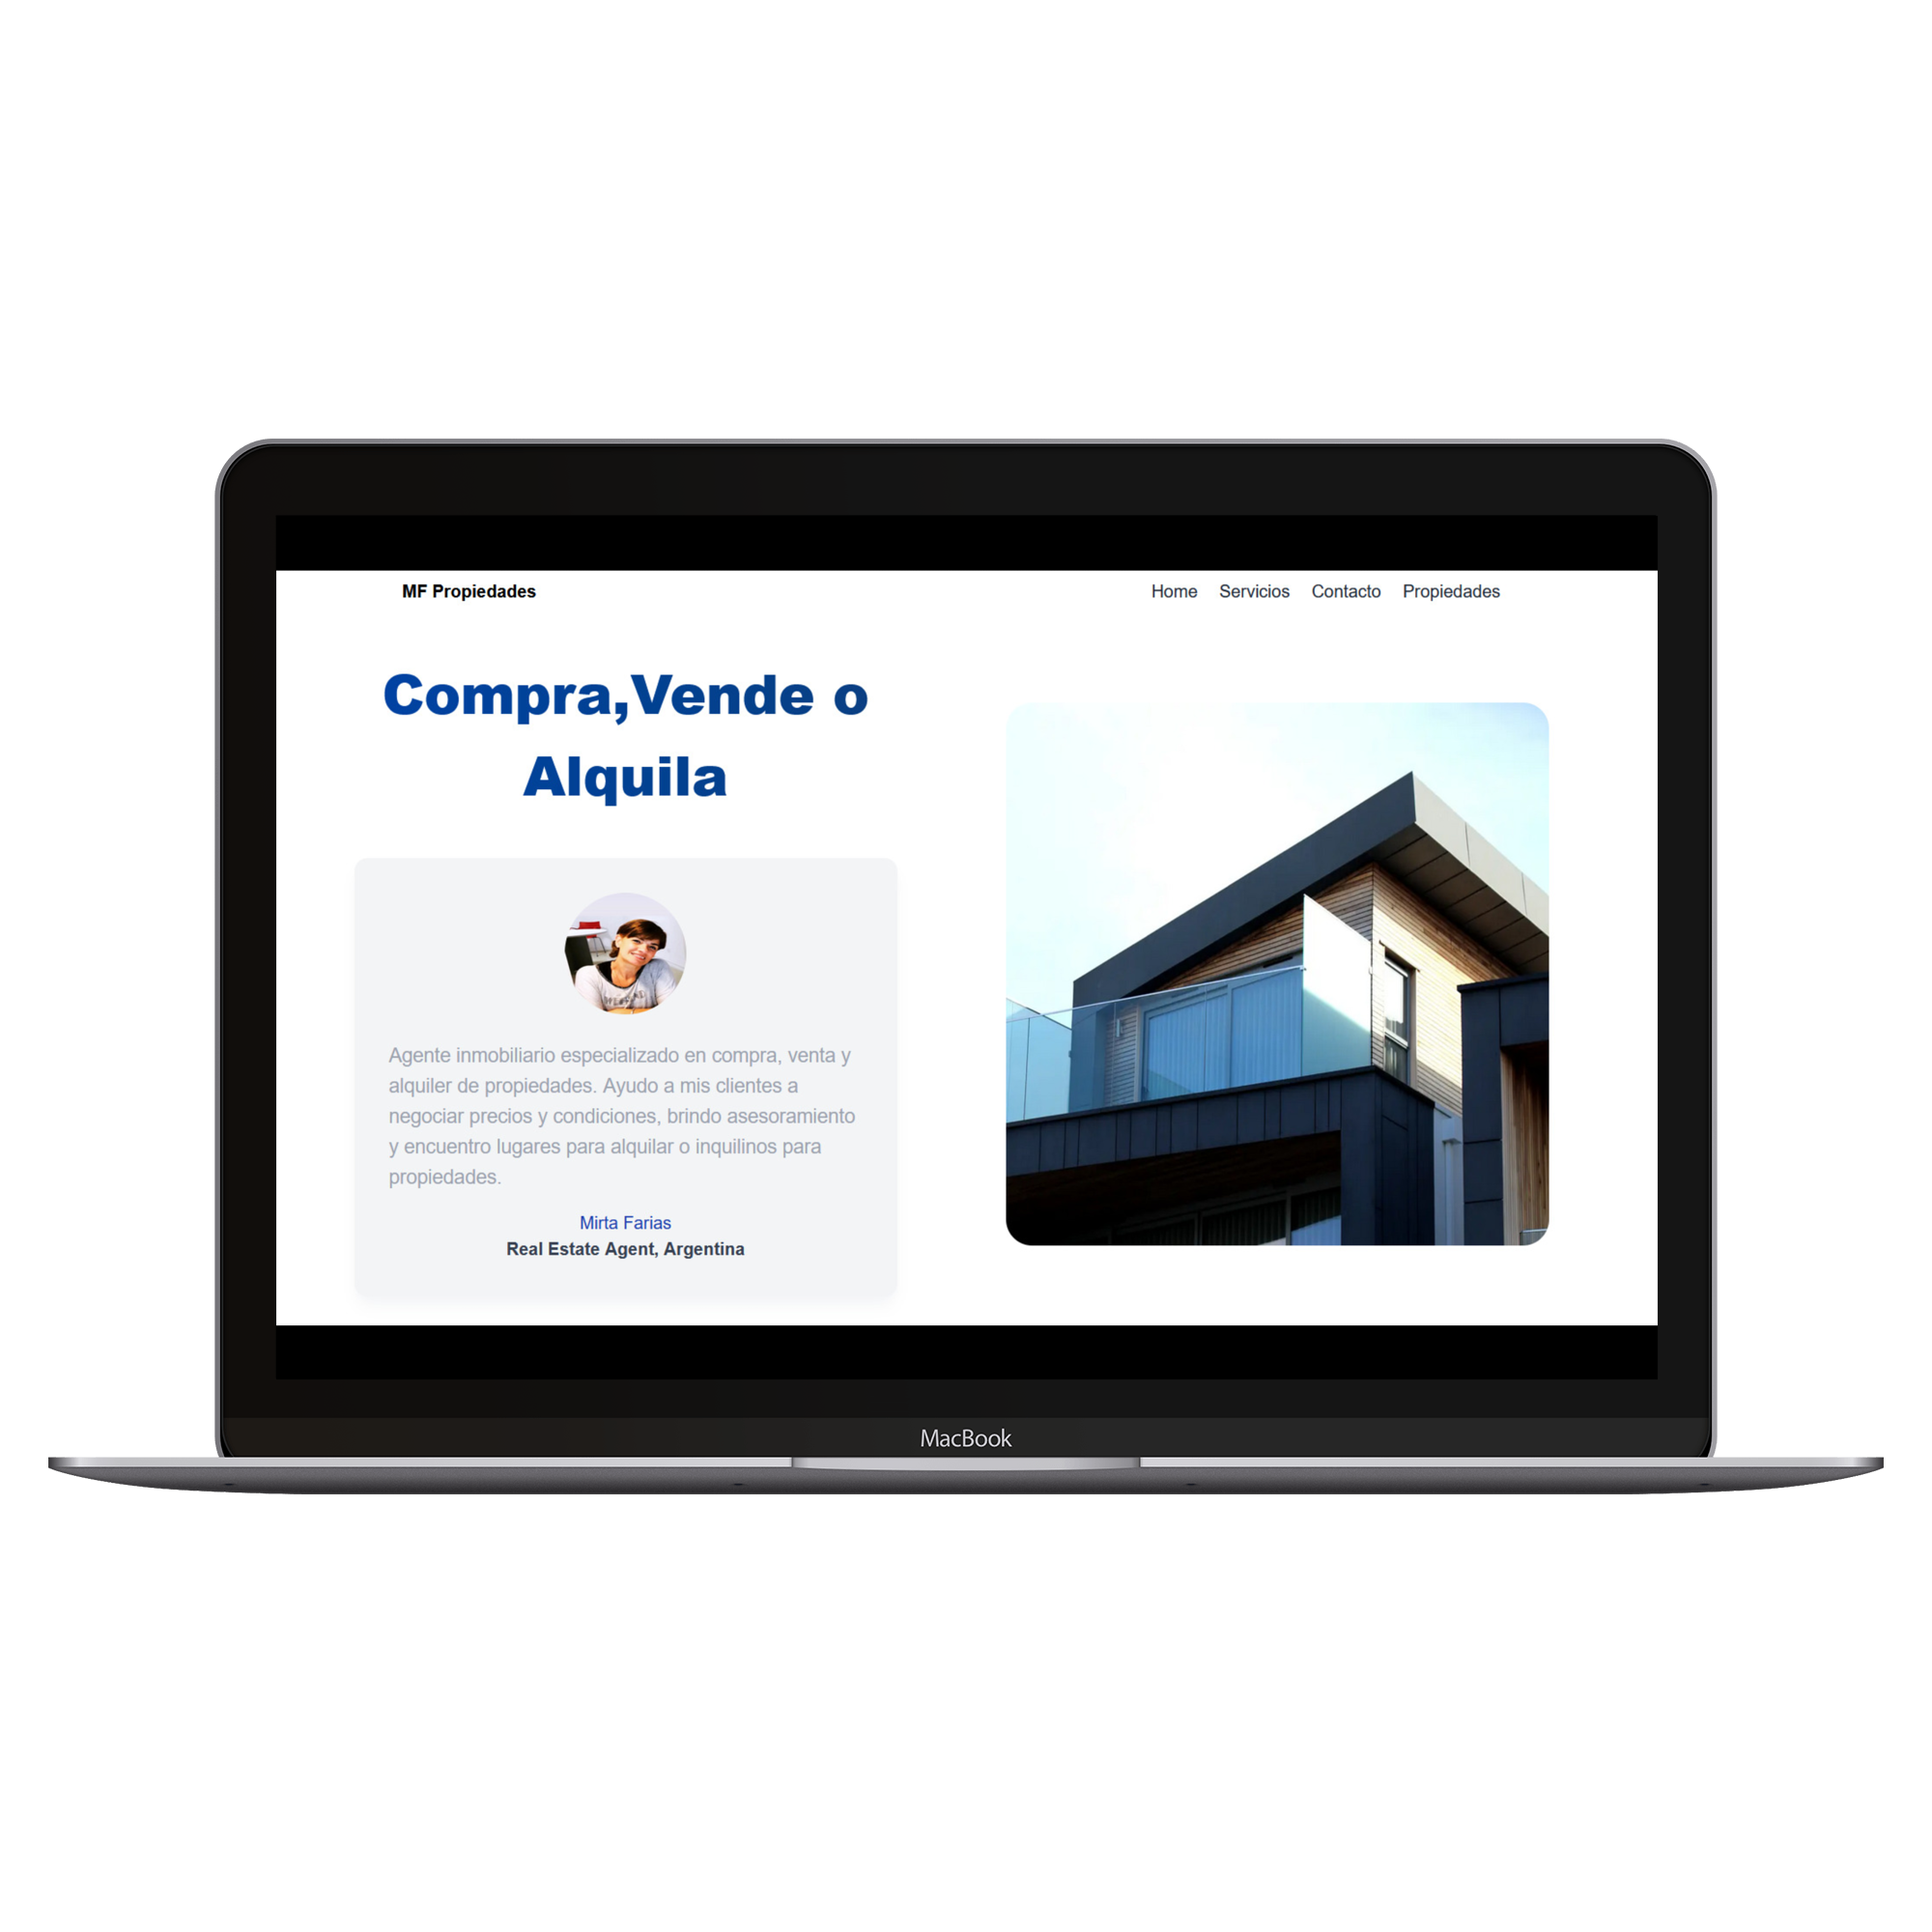 MF Propiedades
Home Servicios Contacto Propiedades
Compra,Vende o
Alquila
Agente inmobiliario especializado en compra, venta y
alquiler de propiedades. Ayudo a mis clientes a
negociar precios y condiciones, brindo asesoramiento
y encuentro lugares para alquilar o inquilinos para
propiedades.
Mirta Farias
Real Estate Agent, Argentina
MacBook